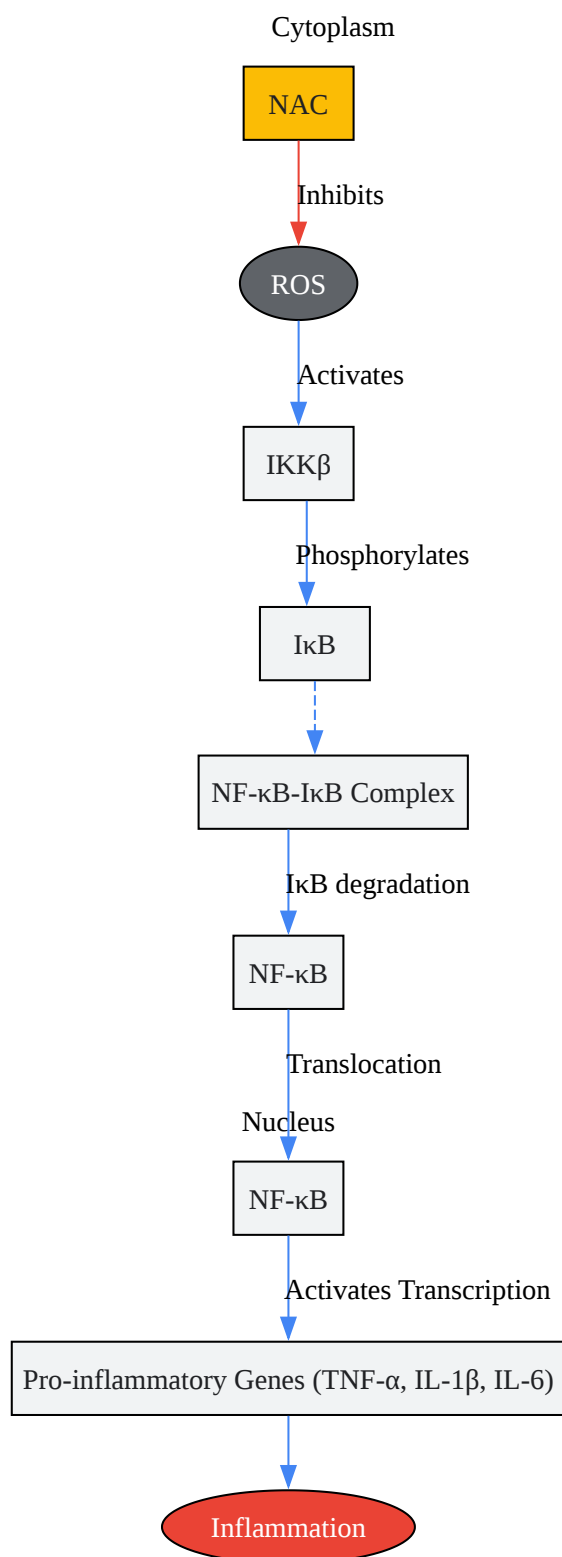 Cytoplasm
NAC
Inhibits
ROS
Activates
IKKβ
Phosphorylates
IκB
NF-κB-IκB Complex
IκB degradation
NF-κB
Translocation
Nucleus
NF-κB
Activates Transcription
Pro-inflammatory Genes (TNF-α, IL-1β, IL-6)
Inflammation